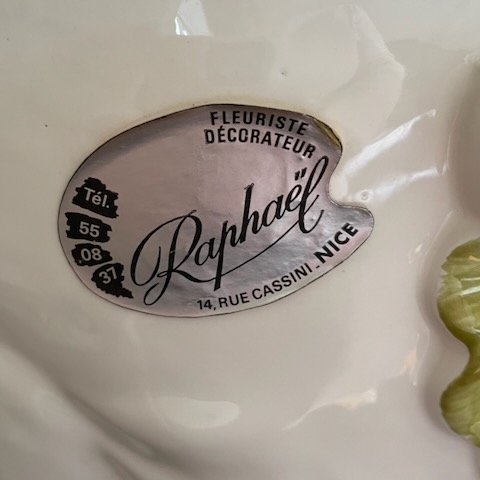 FLEURISTE
DÉCORATEUR
Raphaël
14, RUE CASSINI - NICE
Tél.
55
08
37